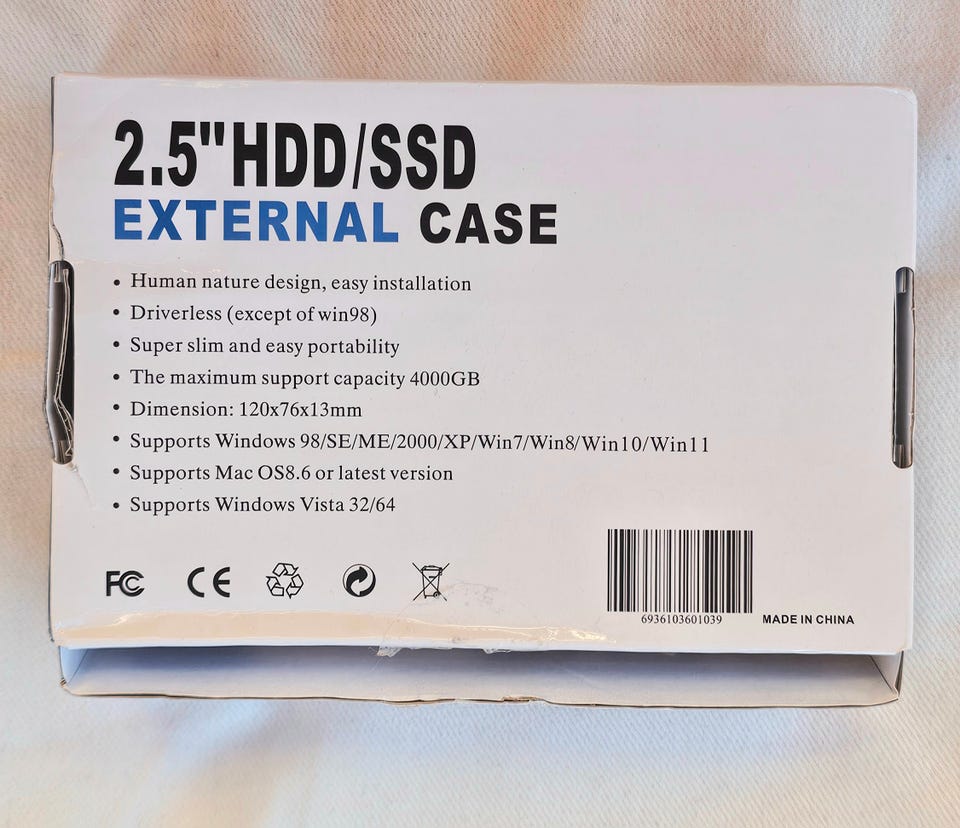 2.5"HDD/SSD
EXTERNAL CASE
• Human nature design, easy installation
• Driverless (except of win98)
• Super slim and easy portability
• The maximum support capacity 4000GB
• Dimension: 120x76x13mm
• Supports Windows 98/SE/ME/2000/XP/Win7/Win8/Win10/Win11
• Supports Mac OS8.6 or latest version
• Supports Windows Vista 32/64
FC CE
6936103601039
MADE IN CHINA